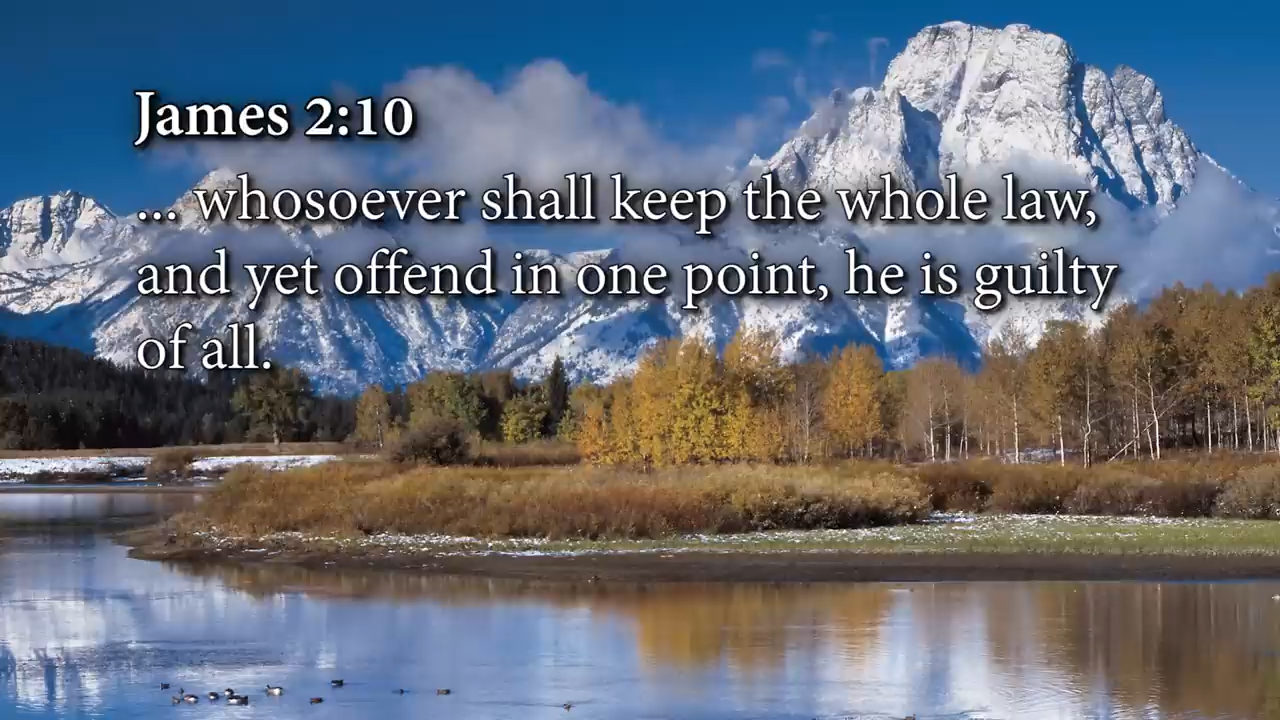 James 2:10
... whosoever shall keep the whole law,
and yet offend in one point, he is guilty
of all.